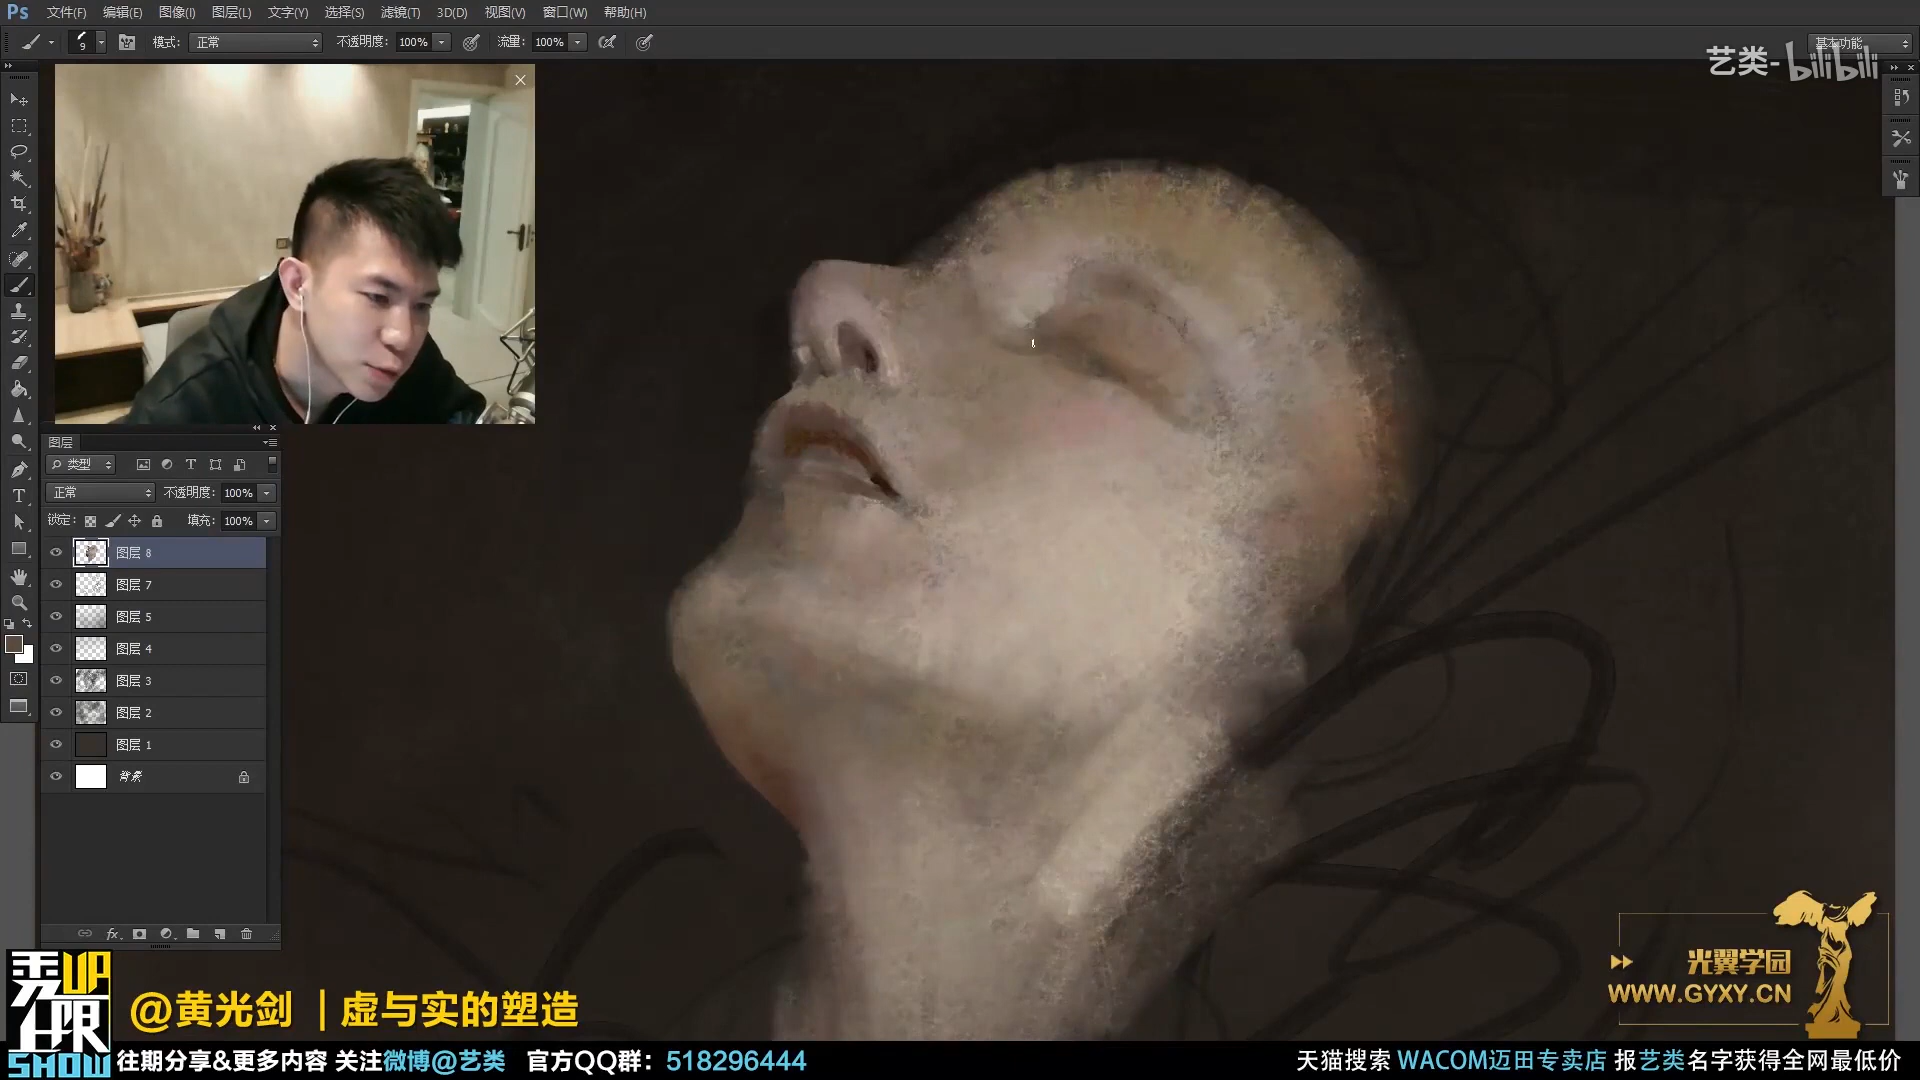 Ps 文件(F) 编辑(E) 图像(I) 图层(L) 文字(Y) 选择(S) 滤镜(T) 3D(D) 视图(V) 窗口(W) 帮助(H)
9 模式: 正常 不透明度: 100% 流量: 100% 基本功能
艺类-bilibili
图层
类型
正常 不透明度: 100%
锁定: 填充: 100%
图层 8
图层 7
图层 5
图层 4
图层 3
图层 2
图层 1
背景
fx
秀UP
HR
SHOW
@黄光剑 | 虚与实的塑造
光翼学园
WWW.GYXY.CN
往期分享&更多内容 关注微博@艺类 官方QQ群: 518296444
天猫搜索 WACOM迈田专卖店 报艺类名字获得全网最低价